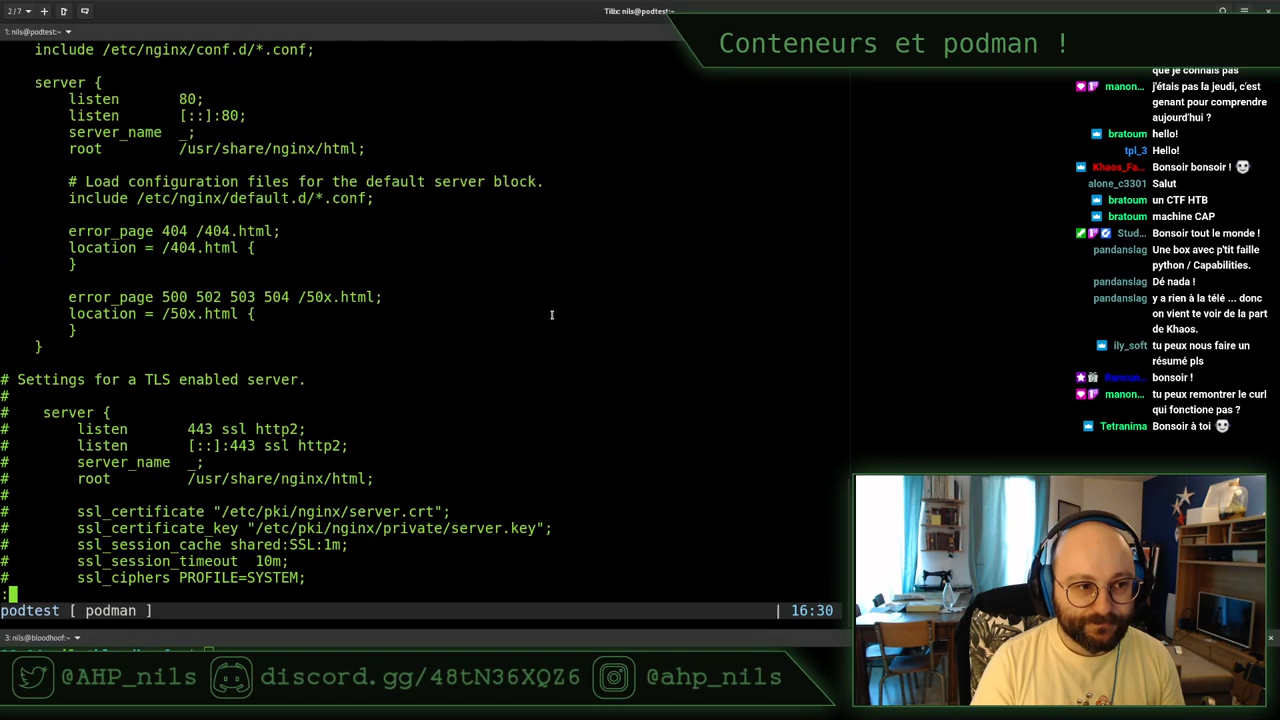 2/7
Tilix: nils@podtest:~
1: nils@podtest:~
Conteneurs et podman !
include /etc/nginx/conf.d/*.conf;
server {
listen 80;
listen [::]:80;
server_name _;
root /usr/share/nginx/html;
# Load configuration files for the default server block.
include /etc/nginx/default.d/*.conf;
error_page 404 /404.html;
location = /404.html {
}
error_page 500 502 503 504 /50x.html;
location = /50x.html {
}
}
# Settings for a TLS enabled server.
#
# server {
# listen 443 ssl http2;
# listen [::]:443 ssl http2;
# server_name _;
# root /usr/share/nginx/html;
#
# ssl_certificate "/etc/pki/nginx/server.crt";
# ssl_certificate_key "/etc/pki/nginx/private/server.key";
# ssl_session_cache shared:SSL:1m;
# ssl_session_timeout 10m;
# ssl_ciphers PROFILE=SYSTEM;
:
podtest [ podman ] | 16:30
3: nils@bloodhoof:~
que je connais pas
manon... j'étais pas la jeudi, c'est
genant pour comprendre
aujourd'hui ?
bratoum hello!
tpl_3 Hello!
Khaos_Fa... Bonsoir bonsoir !
alone_c3301 Salut
bratoum un CTF HTB
bratoum machine CAP
Stud... Bonsoir tout le monde !
pandanslag Une box avec p'tit faille
python / Capabilities.
pandanslag Dé nada !
pandanslag y a rien à la télé ... donc
on vient te voir de la part
de Khaos.
ily_soft tu peux nous faire un
résumé pls
bonsoir !
manon... tu peux remontrer le curl
qui fonctione pas ?
Tetranima Bonsoir à toi
@AHP_nils
discord.gg/48tN36XQZ6
@ahp_nils